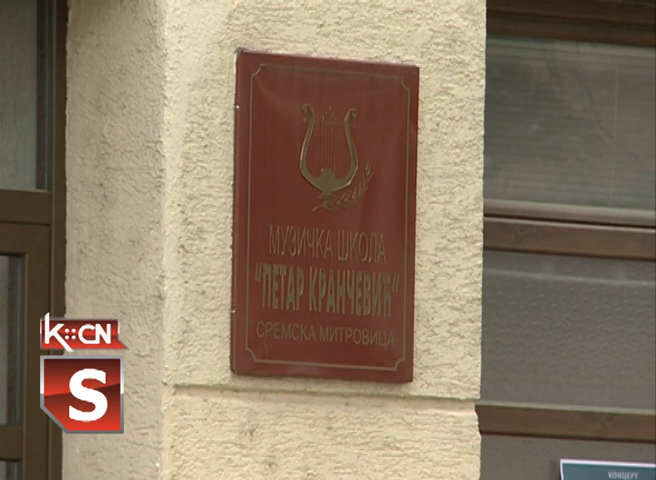 МУЗИЧКА ШКОЛА
"ПЕТАР КРАНЧЕВИЋ"
СРЕМСКА МИТРОВИЦА
K::CN
S
КОНЦЕРТ